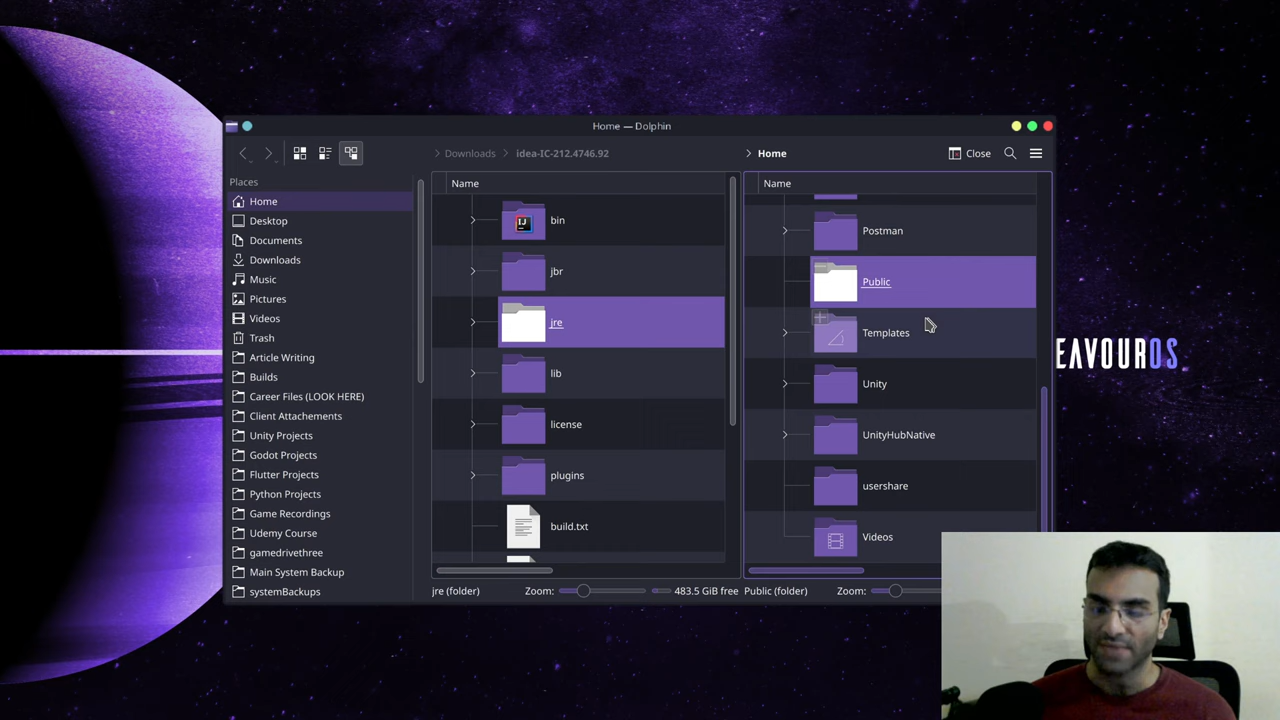 Home — Dolphin
Downloads
idea-IC-212.4746.92
Home
Close
Places
Home
Desktop
Documents
Downloads
Music
Pictures
Videos
Trash
Article Writing
Builds
Career Files (LOOK HERE)
Client Attachements
Unity Projects
Godot Projects
Flutter Projects
Python Projects
Game Recordings
Udemy Course
gamedrivethree
Main System Backup
systemBackups
Name
IJ
bin
jbr
jre
lib
license
plugins
build.txt
jre (folder)
Zoom:
483.5 GiB free
Name
Postman
Public
Templates
Unity
UnityHubNative
usershare
Videos
Public (folder)
Zoom:
EAVOUROS